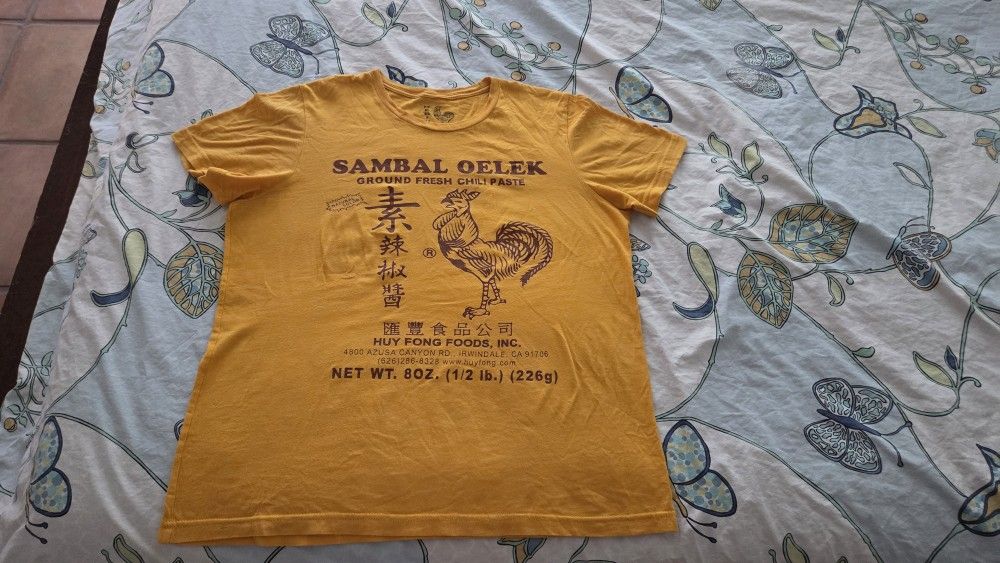 SAMBAL OELEK
GROUND FRESH CHILI PASTE
素辣椒醬
®
匯豐食品公司
HUY FONG FOODS, INC.
4800 AZUSA CANYON RD., IRWINDALE, CA 91706
(626)286-8328 www.huyfong.com
NET WT. 8OZ. (1/2 lb.) (226g)